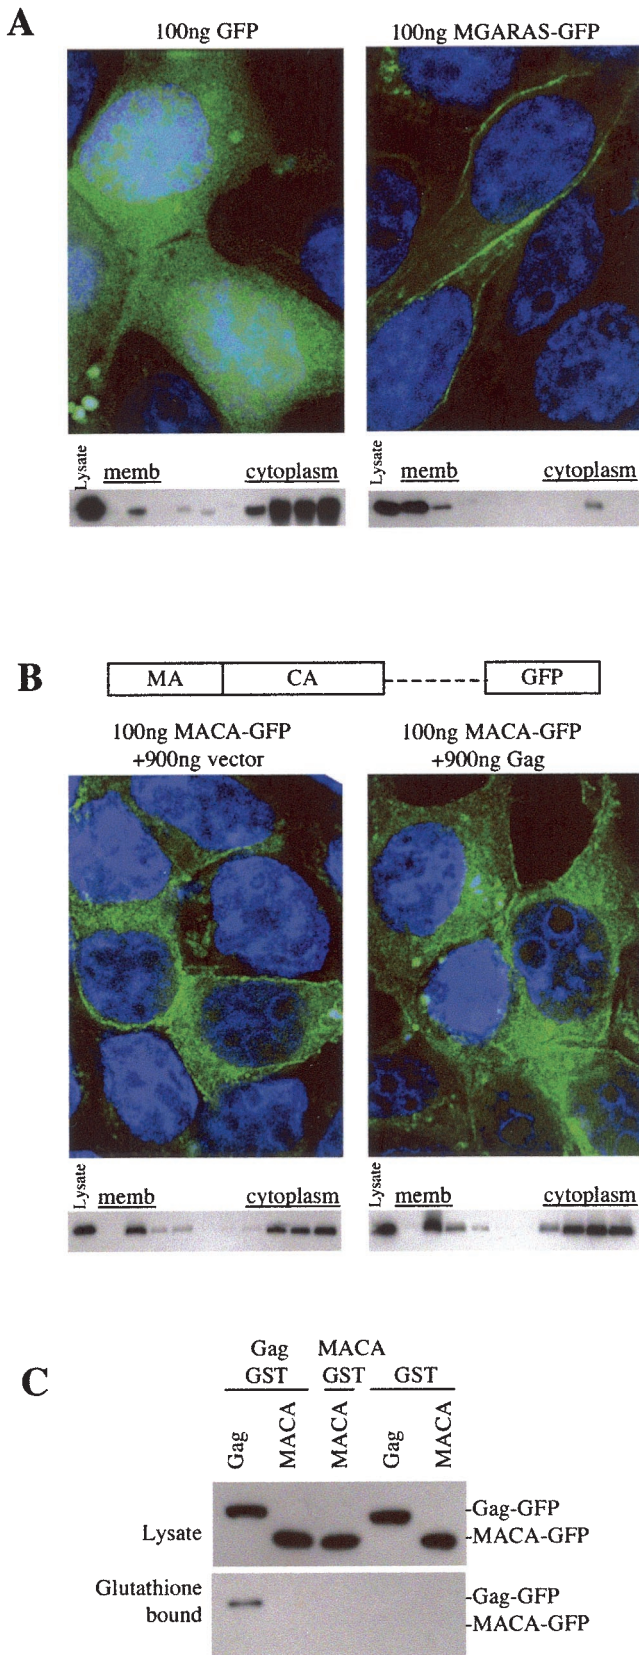 A
100ng GFP
100ng MGARAS-GFP
Lysate
memb
cytoplasm
Lysate
memb
cytoplasm
B
MA
CA
GFP
100ng MACA-GFP
+900ng vector
100ng MACA-GFP
+900ng Gag
Lysate
memb
cytoplasm
Lysate
memb
cytoplasm
C
Gag
GST
MACA
GST
GST
Gag
MACA
MACA
Gag
MACA
Lysate
-Gag-GFP
-MACA-GFP
Glutathione
bound
-Gag-GFP
-MACA-GFP